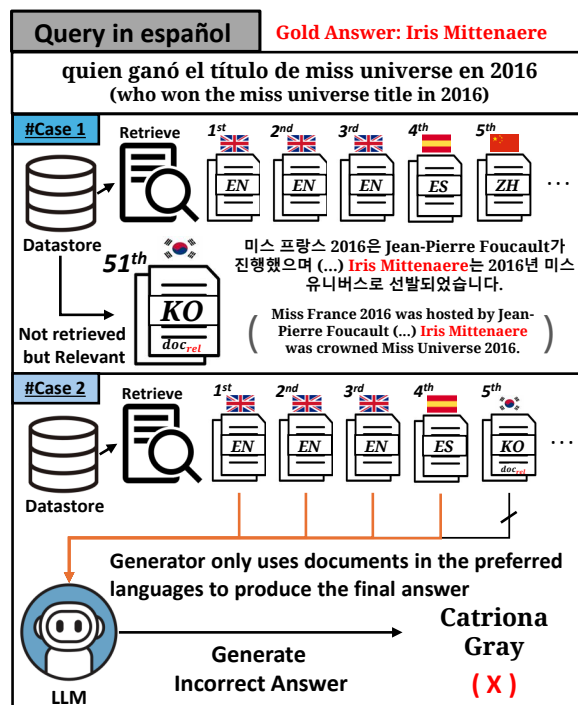 Query in español
Gold Answer: Iris Mittenaere
quien ganó el título de miss universe en 2016
(who won the miss universe title in 2016)
#Case 1
Retrieve
1st
2nd
3rd
4th
5th
EN
EN
EN
ES
ZH
...
Datastore
51th
KO
docrel
Not retrieved
but Relevant
미스 프랑스 2016은 Jean-Pierre Foucault가
진행했으며 (...) Iris Mittenaere는 2016년 미스
유니버스로 선발되었습니다.
( Miss France 2016 was hosted by Jean-
Pierre Foucault (...) Iris Mittenaere
was crowned Miss Universe 2016. )
#Case 2
Retrieve
1st
2nd
3rd
4th
5th
EN
EN
EN
ES
KO
docrel
...
Datastore
Generator only uses documents in the preferred
languages to produce the final answer
LLM
Generate
Incorrect Answer
Catriona
Gray
( X )